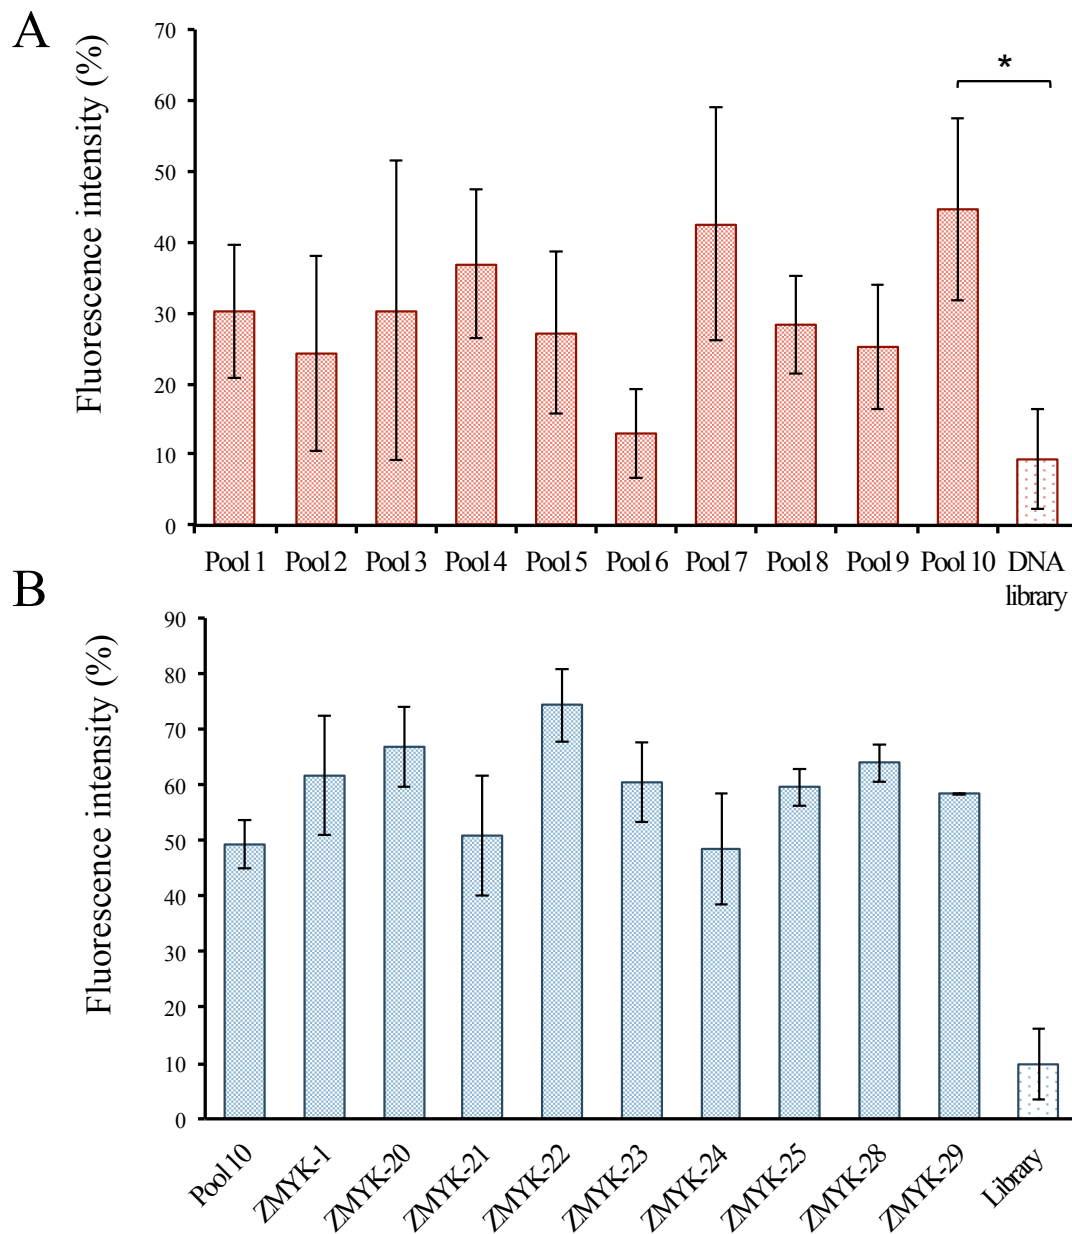 A
Fluorescence intensity (%)
70
60
50
40
30
20
10
0
*
Pool 1 Pool 2 Pool 3 Pool 4 Pool 5 Pool 6 Pool 7 Pool 8 Pool 9 Pool 10 DNA
library
B
Fluorescence intensity (%)
90
80
70
60
50
40
30
20
10
0
Pool 10 ZMYK-1 ZMYK-20 ZMYK-21 ZMYK-22 ZMYK-23 ZMYK-24 ZMYK-25 ZMYK-28 ZMYK-29 Library